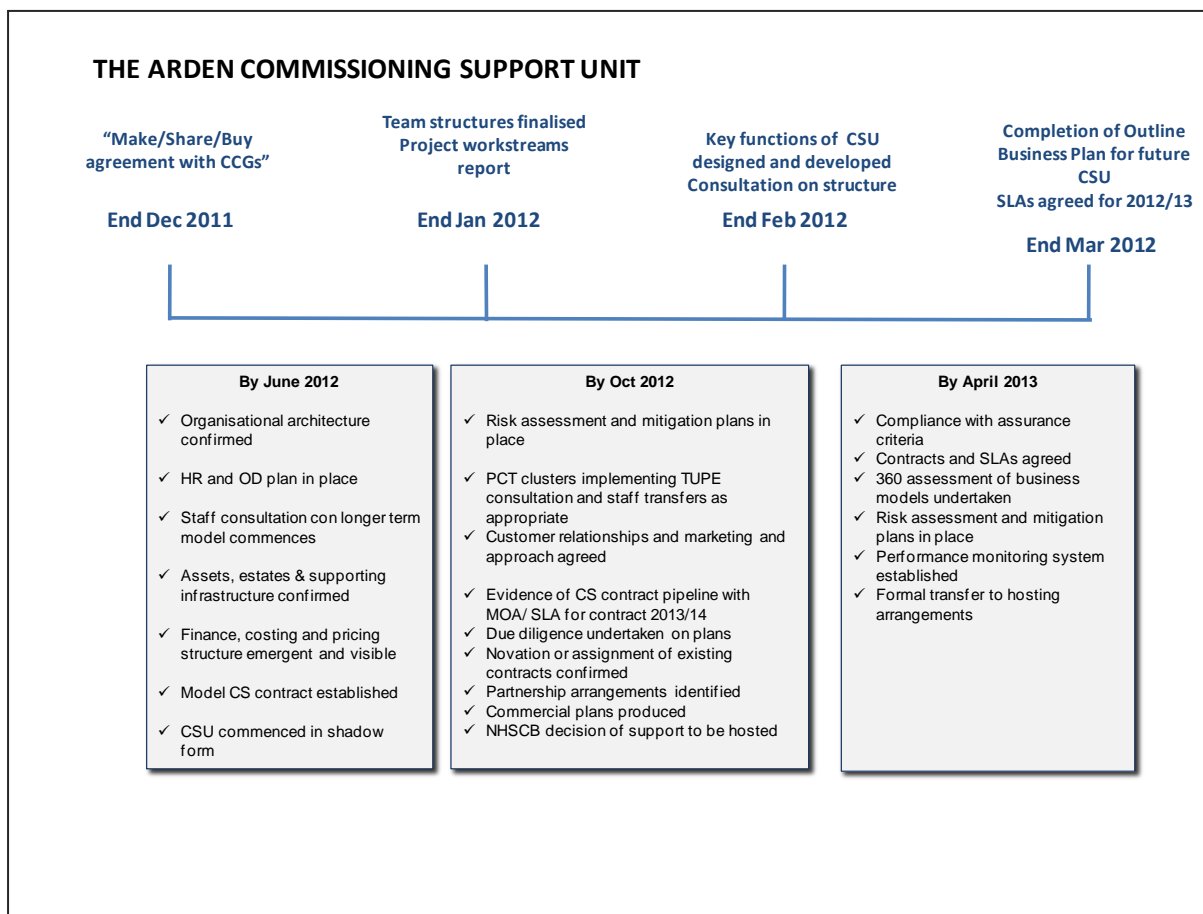 THE ARDEN COMMISSIONING SUPPORT UNIT
“Make/Share/Buy
agreement with CCGs”
End Dec 2011
Team structures finalised
Project workstreams
report
End Jan 2012
Key functions of CSU
designed and developed
Consultation on structure
End Feb 2012
Completion of Outline
Business Plan for future
CSU
SLAs agreed for 2012/13
End Mar 2012
By June 2012
✓ Organisational architecture
confirmed
✓ HR and OD plan in place
✓ Staff consultation con longer term
model commences
✓ Assets, estates & supporting
infrastructure confirmed
✓ Finance, costing and pricing
structure emergent and visible
✓ Model CS contract established
✓ CSU commenced in shadow
form
By Oct 2012
✓ Risk assessment and mitigation plans in
place
✓ PCT clusters implementing TUPE
consultation and staff transfers as
appropriate
✓ Customer relationships and marketing and
approach agreed
✓ Evidence of CS contract pipeline with
MOA/ SLA for contract 2013/14
✓ Due diligence undertaken on plans
✓ Novation or assignment of existing
contracts confirmed
✓ Partnership arrangements identified
✓ Commercial plans produced
✓ NHSCB decision of support to be hosted
By April 2013
✓ Compliance with assurance
criteria
✓ Contracts and SLAs agreed
✓ 360 assessment of business
models undertaken
✓ Risk assessment and mitigation
plans in place
✓ Performance monitoring system
established
✓ Formal transfer to hosting
arrangements